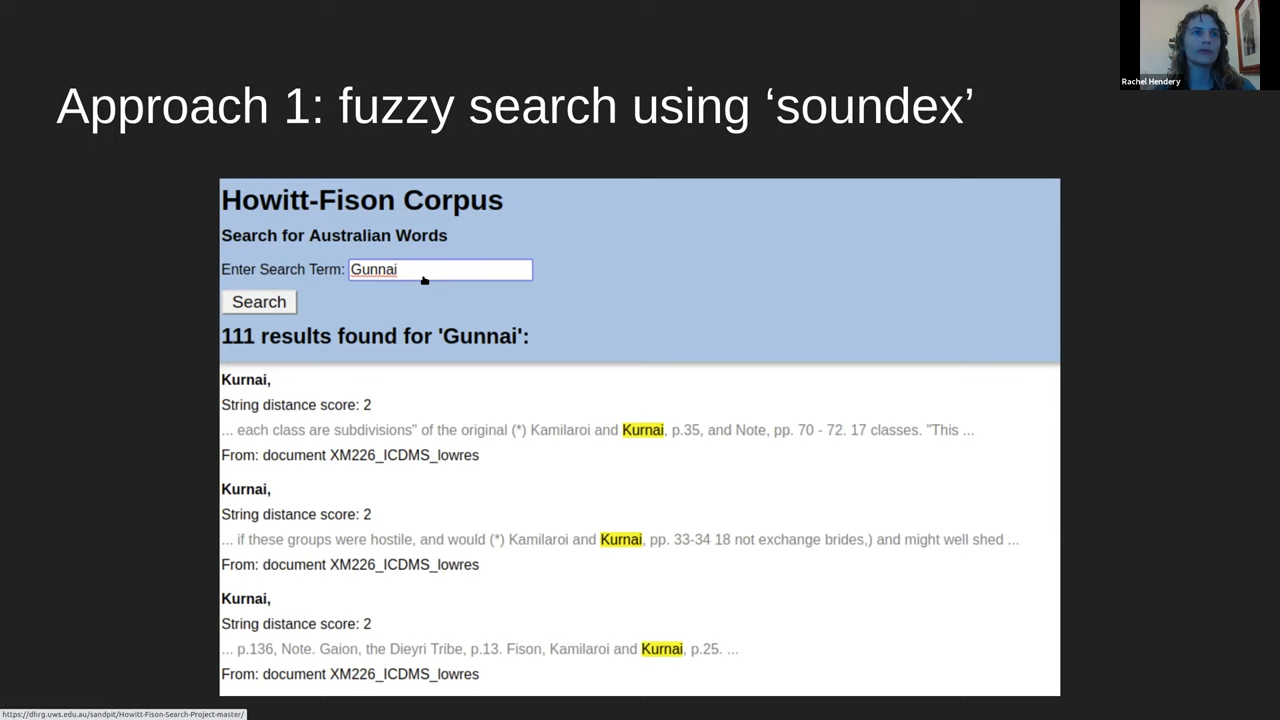 Rachel Hendery
Approach 1: fuzzy search using ‘soundex’
Howitt-Fison Corpus
Search for Australian Words
Enter Search Term: Gunnai
Search
111 results found for 'Gunnai':
Kurnai,
String distance score: 2
... each class are subdivisions" of the original (*) Kamilaroi and Kurnai, p.35, and Note, pp. 70 - 72. 17 classes. "This ...
From: document XM226_ICDMS_lowres
Kurnai,
String distance score: 2
... if these groups were hostile, and would (*) Kamilaroi and Kurnai, pp. 33-34 18 not exchange brides,) and might well shed ...
From: document XM226_ICDMS_lowres
Kurnai,
String distance score: 2
... p.136, Note. Gaion, the Dieyri Tribe, p.13. Fison, Kamilaroi and Kurnai, p.25. ...
From: document XM226_ICDMS_lowres
https://dhrg.uws.edu.au/sandpit/Howitt-Fison-Search-Project-master/